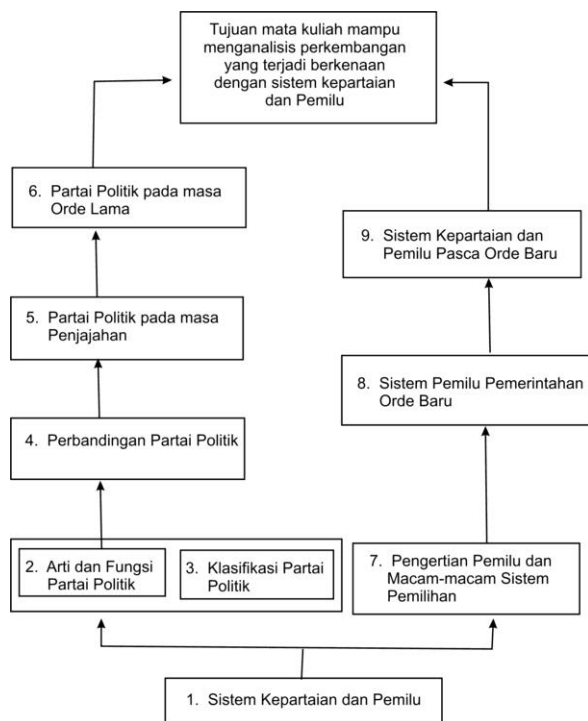 Tujuan mata kuliah mampu
menganalisis perkembangan
yang terjadi berkenaan
dengan sistem kepartaian
dan Pemilu
6. Partai Politik pada masa
Orde Lama
9. Sistem Kepartaian dan
Pemilu Pasca Orde Baru
5. Partai Politik pada masa
Penjajahan
8. Sistem Pemilu Pemerintahan
Orde Baru
4. Perbandingan Partai Politik
2. Arti dan Fungsi
Partai Politik
3. Klasifikasi Partai
Politik
7. Pengertian Pemilu dan
Macam-macam Sistem
Pemilihan
1. Sistem Kepartaian dan Pemilu